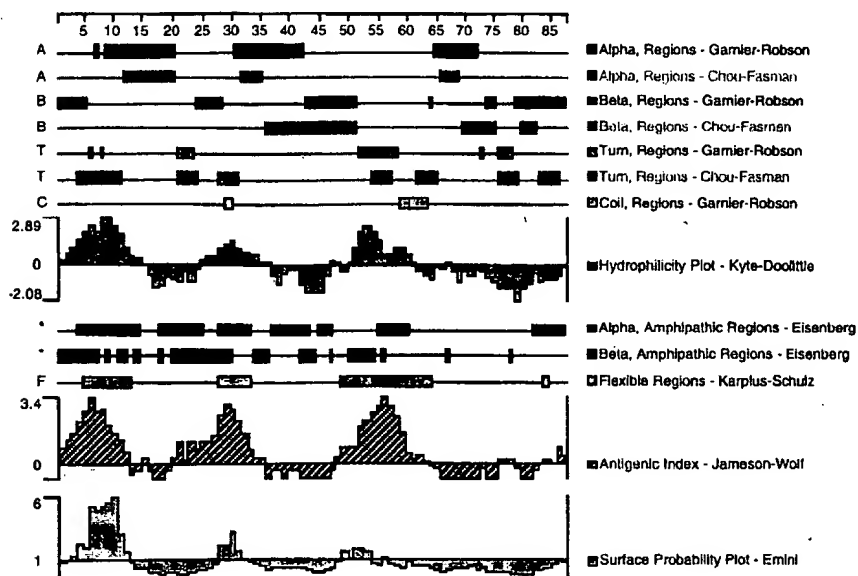 5 10 15 20 25 30 35 40 45 50 55 60 65 70 75 80 85
A Alpha, Regions - Garnier-Robson
A Alpha, Regions - Chou-Fasman
B Beta, Regions - Garnier-Robson
B Beta, Regions - Chou-Fasman
T Turn, Regions - Garnier-Robson
T Turn, Regions - Chou-Fasman
C Coil, Regions - Garnier-Robson
2.89
0 Hydrophilicity Plot - Kyte-Doolittle
-2.08
* Alpha, Amphipathic Regions - Eisenberg
* Beta, Amphipathic Regions - Eisenberg
F Flexible Regions - Karplus-Schulz
3.4
0 Antigenic Index - Jameson-Wolf
6
1 Surface Probability Plot - Emini